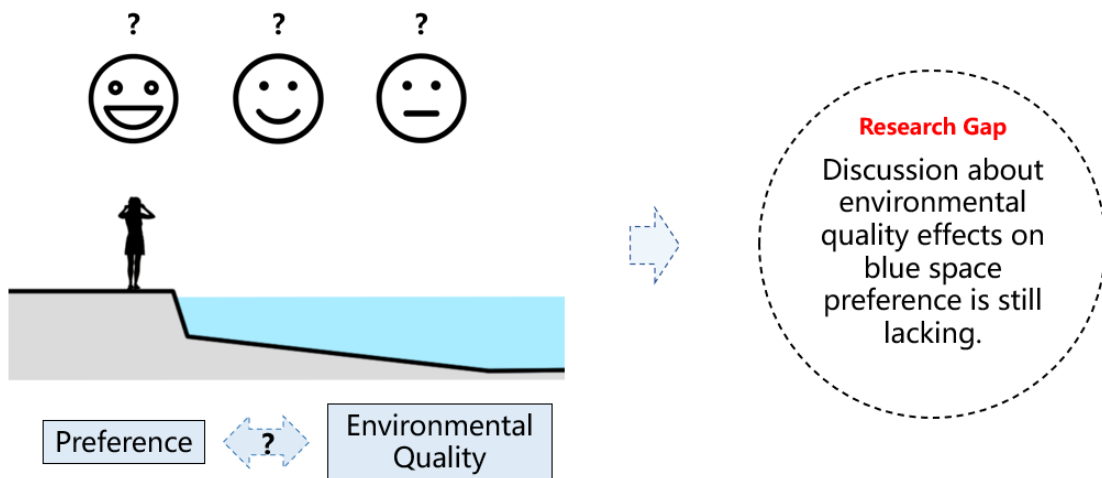 ?
?
?
Research Gap
Discussion about
environmental
quality effects on
blue space
preference is still
lacking.
Preference
?
Environmental
Quality